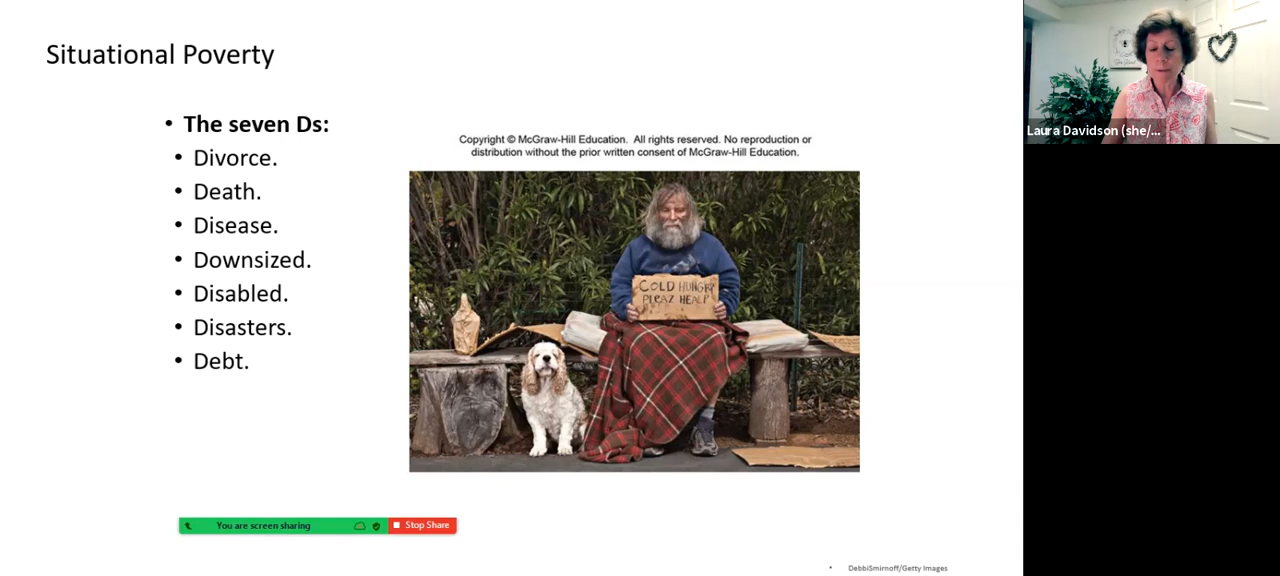 Situational Poverty
• The seven Ds:
• Divorce.
• Death.
• Disease.
• Downsized.
• Disabled.
• Disasters.
• Debt.
Copyright © McGraw-Hill Education. All rights reserved. No reproduction or
distribution without the prior written consent of McGraw-Hill Education.
COLD HUNGRY
PLEAZ HEALP
You are screen sharing
Stop Share
• DebbiSmirnoff/Getty Images
Laura Davidson (she/...